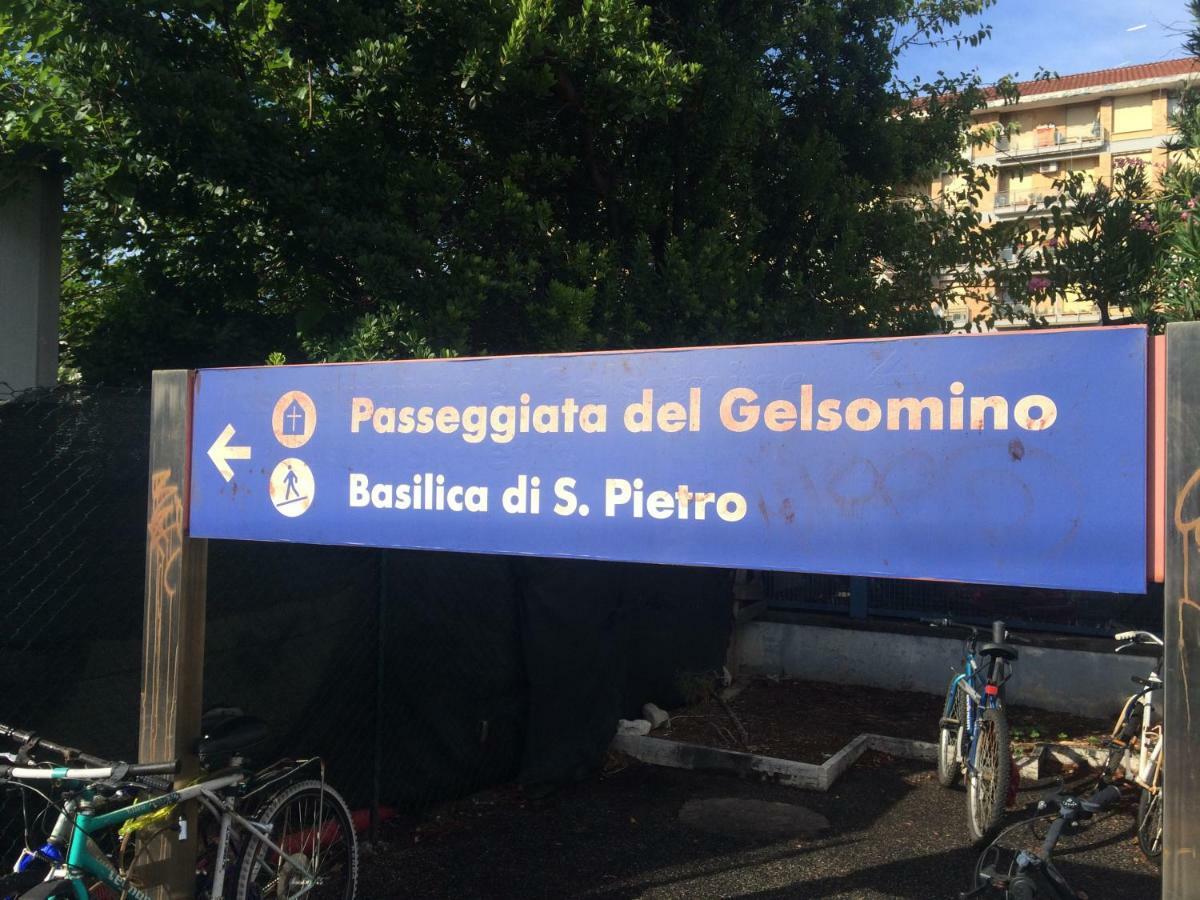 Passeggiata del Gelsomino
Basilica di S. Pietro